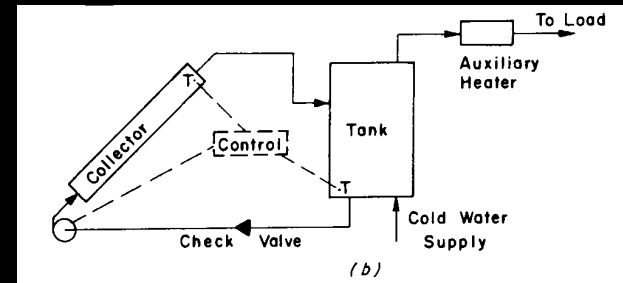 To Load
Auxiliary
Heater
T
Collector
Control
Tank
T
Cold Water
Supply
Check Valve
(b)